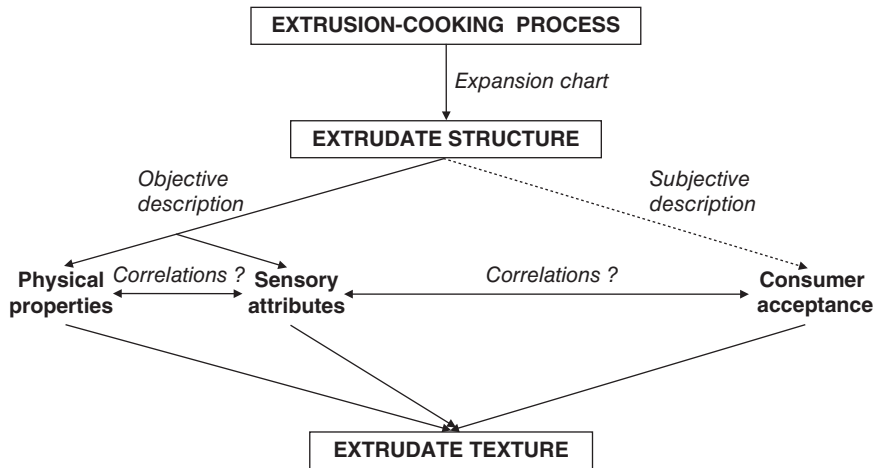 EXTRUSION-COOKING PROCESS
Expansion chart
EXTRUDATE STRUCTURE
Objective
description
Subjective
description
Physical
properties
Correlations ?
Sensory
attributes
Correlations ?
Consumer
acceptance
EXTRUDATE TEXTURE